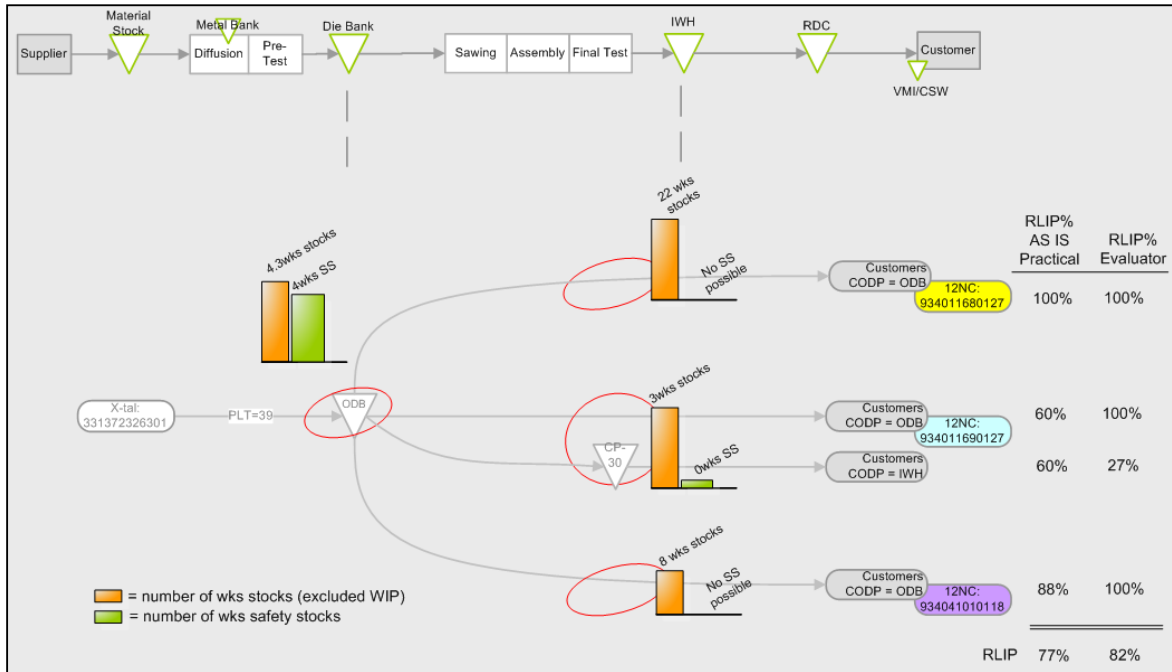 Material
Stock
Metal Bank
Die Bank
IWH
RDC
Supplier
Diffusion
Pre-
Test
Sawing
Assembly
Final Test
Customer
VMI/CSW
22 wks
stocks
4.3wks stocks
4wks SS
No SS
possible
RLIP%
AS IS
Practical
RLIP%
Evaluator
Customers
CODP = ODB
12NC:
934011680127
100%
100%
X-tal:
331372326301
PLT=39
ODB
3wks stocks
CP-
30
0wks SS
Customers
CODP = ODB
12NC:
934011690127
60%
100%
Customers
CODP = IWH
60%
27%
8 wks stocks
No SS
possible
Customers
CODP = ODB
12NC:
934041010118
88%
100%
= number of wks stocks (excluded WIP)
= number of wks safety stocks
RLIP
77%
82%